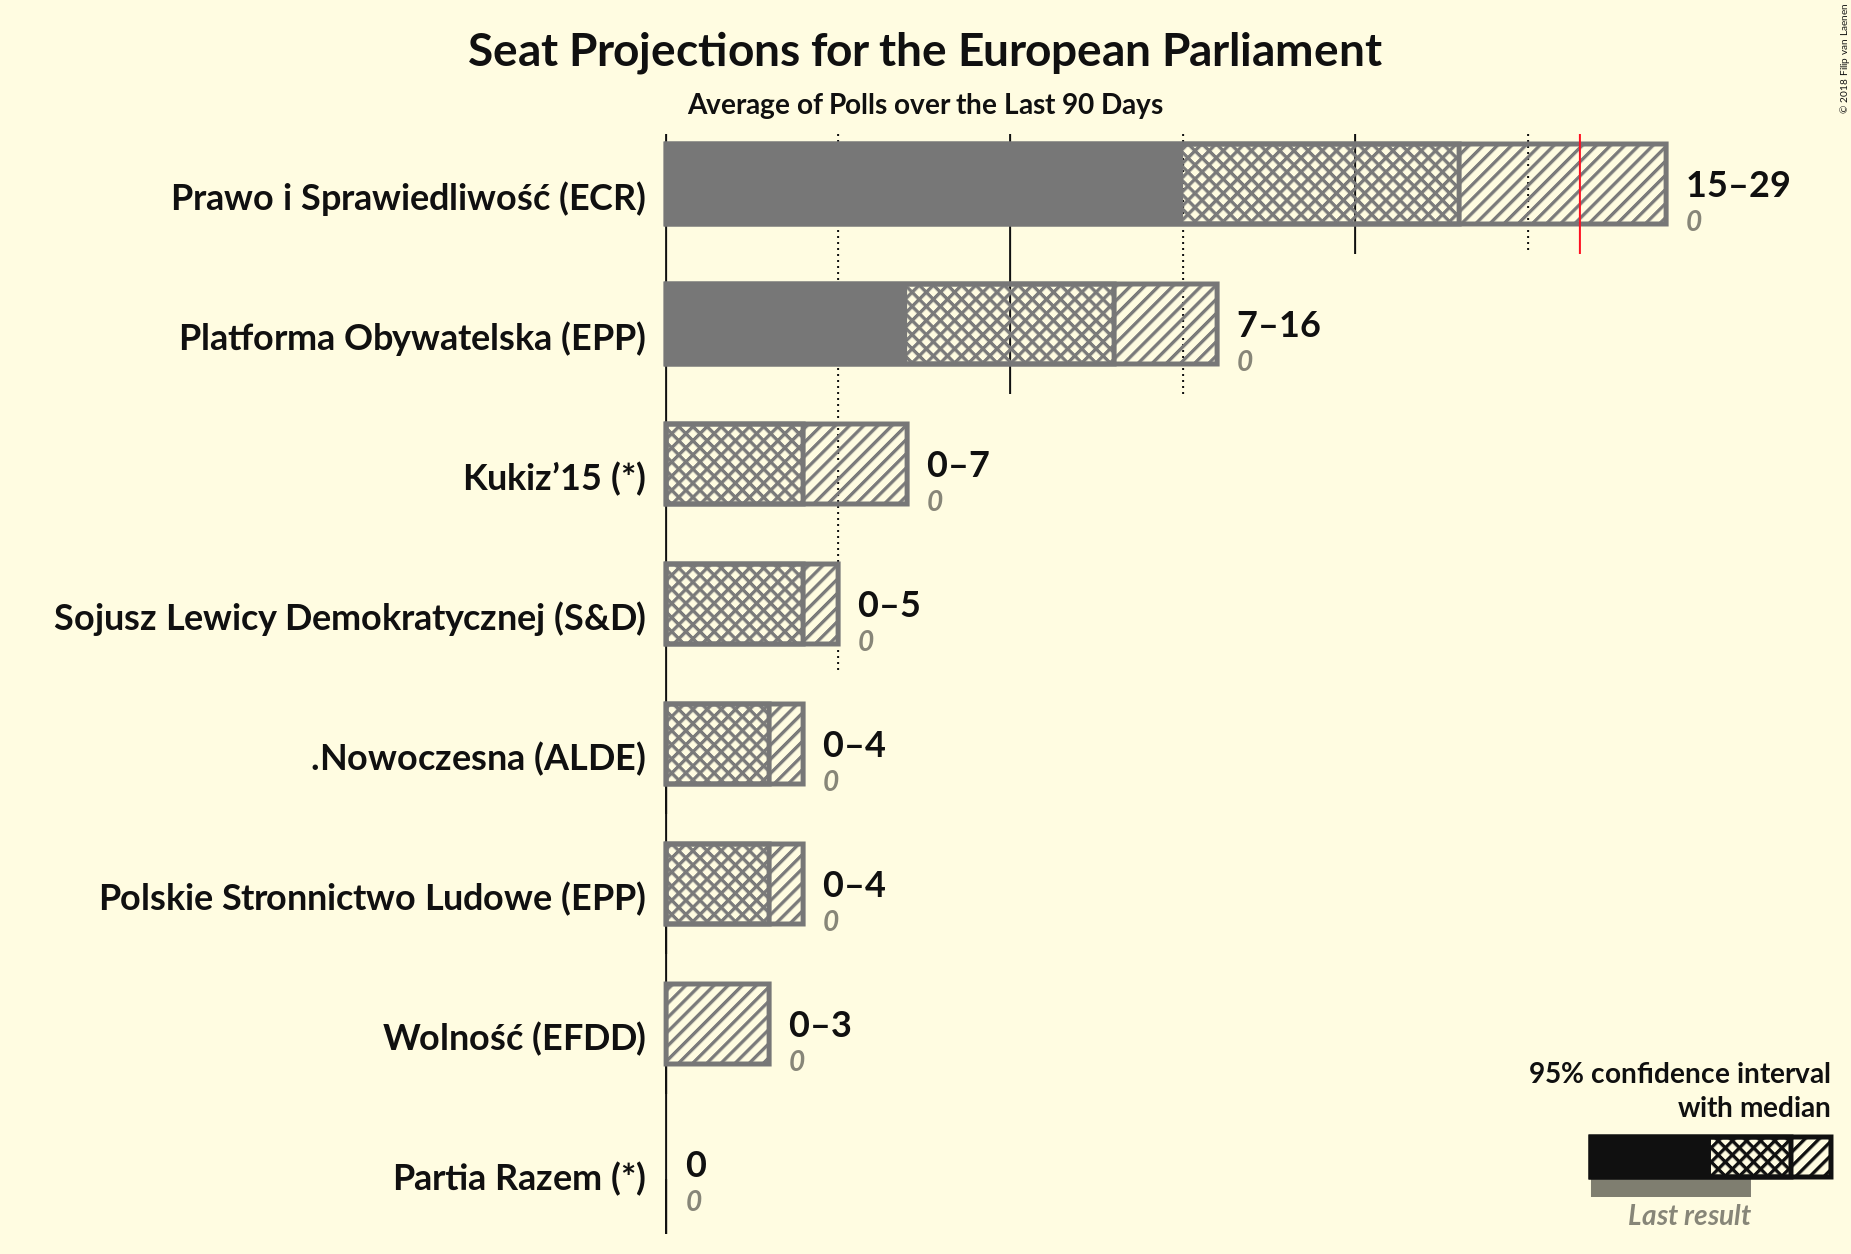 Seat Projections for the European Parliament
Average of Polls over the Last 90 Days
© 2018 Filip van Laenen
Prawo i Sprawiedliwość (ECR)
15–29
0
Platforma Obywatelska (EPP)
7–16
0
Kukiz’15 (*)
0–7
0
Sojusz Lewicy Demokratycznej (S&D)
0–5
0
.Nowoczesna (ALDE)
0–4
0
Polskie Stronnictwo Ludowe (EPP)
0–4
0
Wolność (EFDD)
0–3
0
Partia Razem (*)
0
0
95% confidence interval
with median
Last result